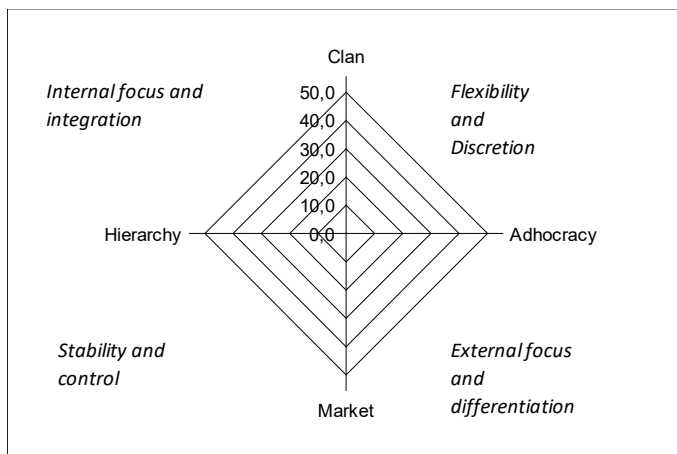 Clan
Internal focus and
integration
Flexibility
and
Discretion
50,0
40,0
30,0
20,0
10,0
0,0
Hierarchy
Adhocracy
Stability and
control
External focus
and
differentiation
Market